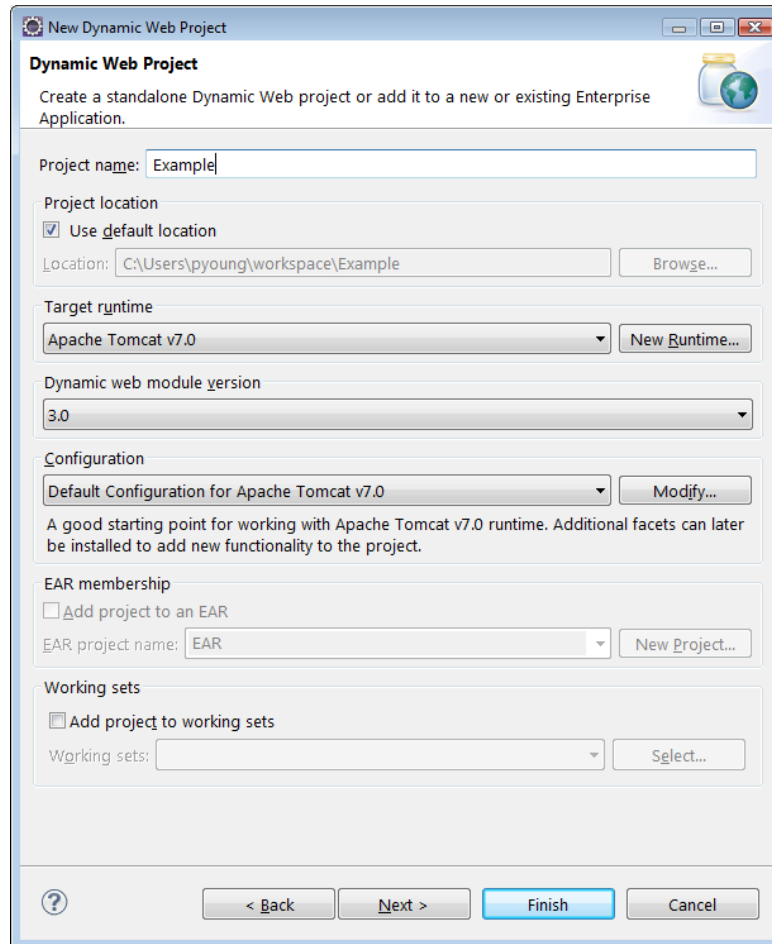 New Dynamic Web Project
Dynamic Web Project
Create a standalone Dynamic Web project or add it to a new or existing Enterprise
Application.
Project name: Example
Project location
Use default location
Location: C:\Users\pyoung\workspace\Example Browse...
Target runtime
Apache Tomcat v7.0 New Runtime...
Dynamic web module version
3.0
Configuration
Default Configuration for Apache Tomcat v7.0 Modify...
A good starting point for working with Apache Tomcat v7.0 runtime. Additional facets can later
be installed to add new functionality to the project.
EAR membership
Add project to an EAR
EAR project name: EAR New Project...
Working sets
Add project to working sets
Working sets: Select...
? < Back Next > Finish Cancel